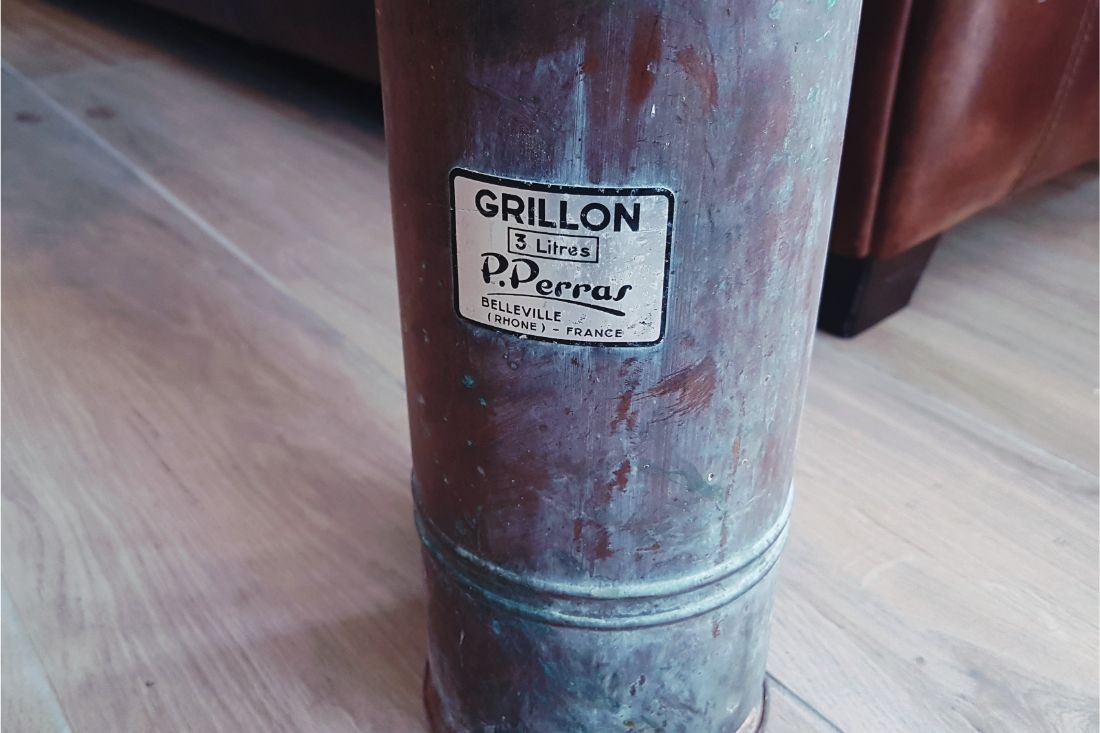 GRILLON
3 Litres
P. Perras
BELLEVILLE
(RHONE) - FRANCE